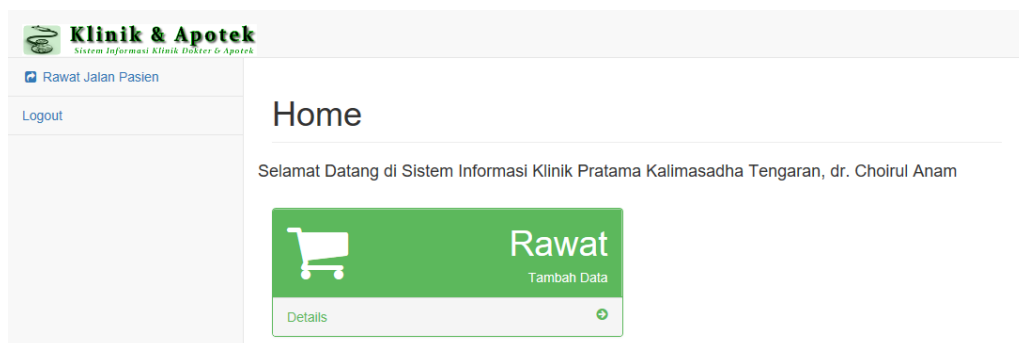 Klinik & Apotek
Sistem Informasi Klinik Dokter & Apotek
Rawat Jalan Pasien
Logout
Home
Selamat Datang di Sistem Informasi Klinik Pratama Kalimasadha Tengaran, dr. Choirul Anam
Rawat
Tambah Data
Details